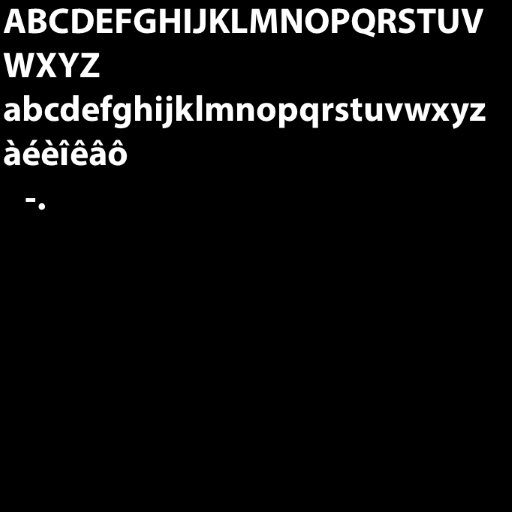 ABCDEFGHIJKLMNOPQRSTUV
WXYZ
abcdefghijklmnopqrstuvwxyz
àéèîêâô
-.